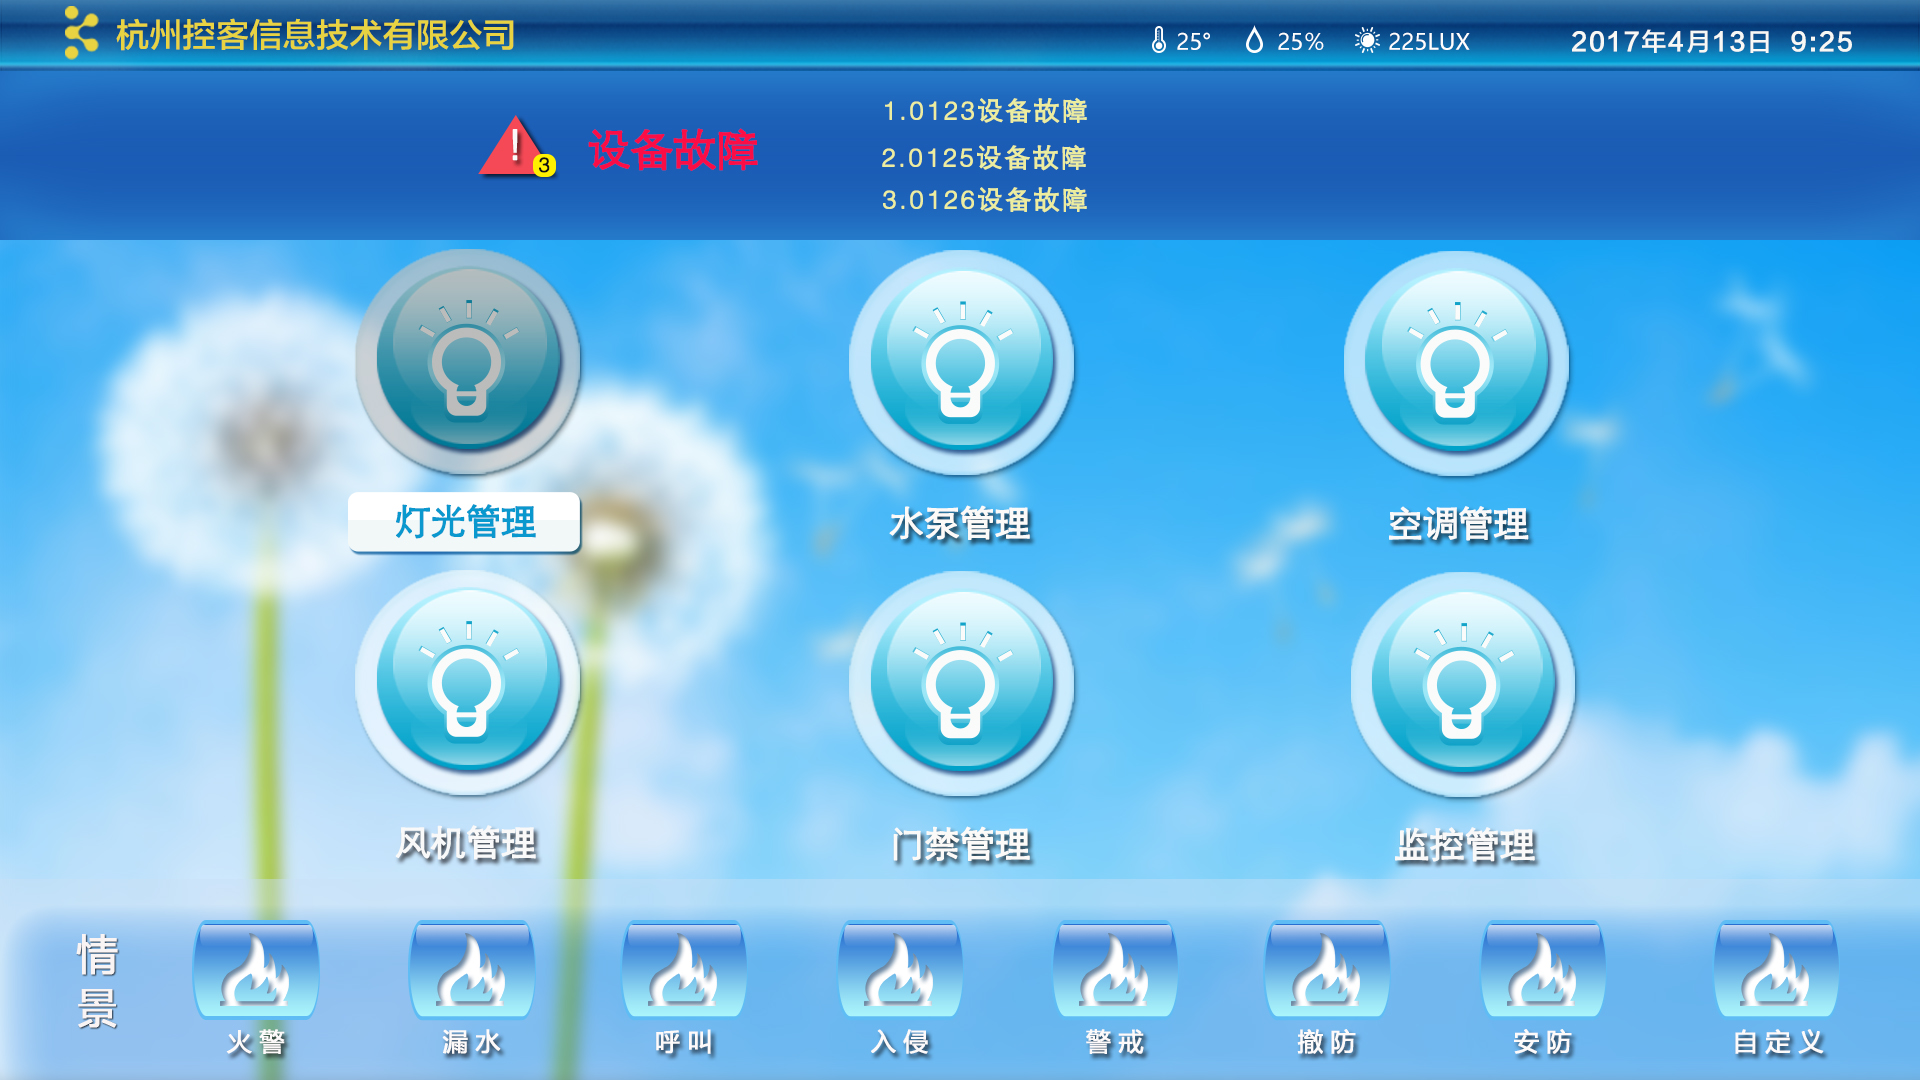 杭州控客信息技术有限公司
25° 25% 225LUX 2017年4月13日 9:25
! 3 设备故障
1.0123设备故障
2.0125设备故障
3.0126设备故障
灯光管理 水泵管理 空调管理
风机管理 门禁管理 监控管理
情景
火警 漏水 呼叫 入侵 警戒 撤防 安防 自定义